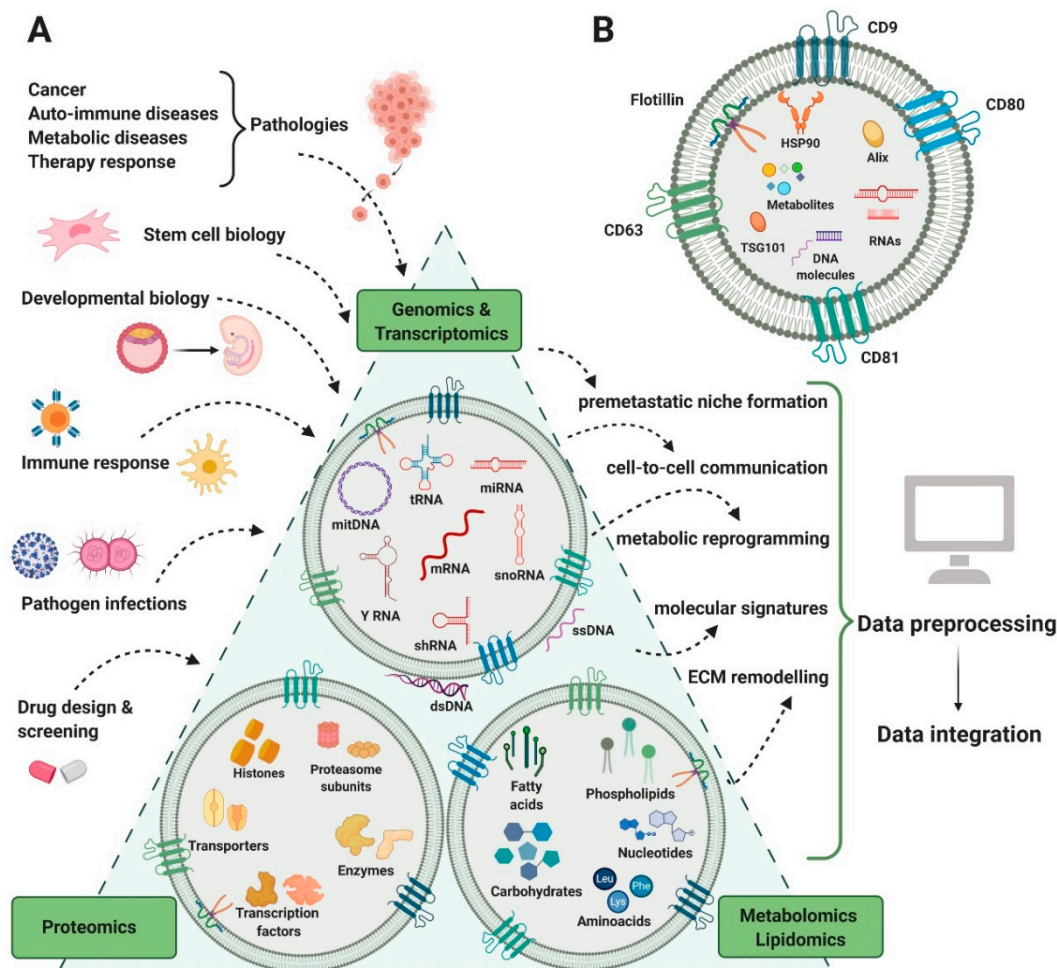 A
Cancer
Auto-immune diseases
Metabolic diseases
Therapy response
Pathologies
Stem cell biology
Developmental biology
Immune response
Pathogen infections
Drug design &
screening
Genomics &
Transcriptomics
mitDNA
tRNA
miRNA
mRNA
snoRNA
Y RNA
shRNA
ssDNA
dsDNA
Histones
Proteasome
subunits
Transporters
Enzymes
Transcription
factors
Proteomics
Fatty
acids
Phospholipids
Nucleotides
Carbohydrates
Leu
Phe
Lys
Aminoacids
Metabolomics
Lipidomics
premetastatic niche formation
cell-to-cell communication
metabolic reprogramming
molecular signatures
ECM remodelling
Data preprocessing
Data integration
B
CD9
Flotillin
CD80
HSP90
Alix
Metabolites
CD63
TSG101
DNA
molecules
RNAs
CD81